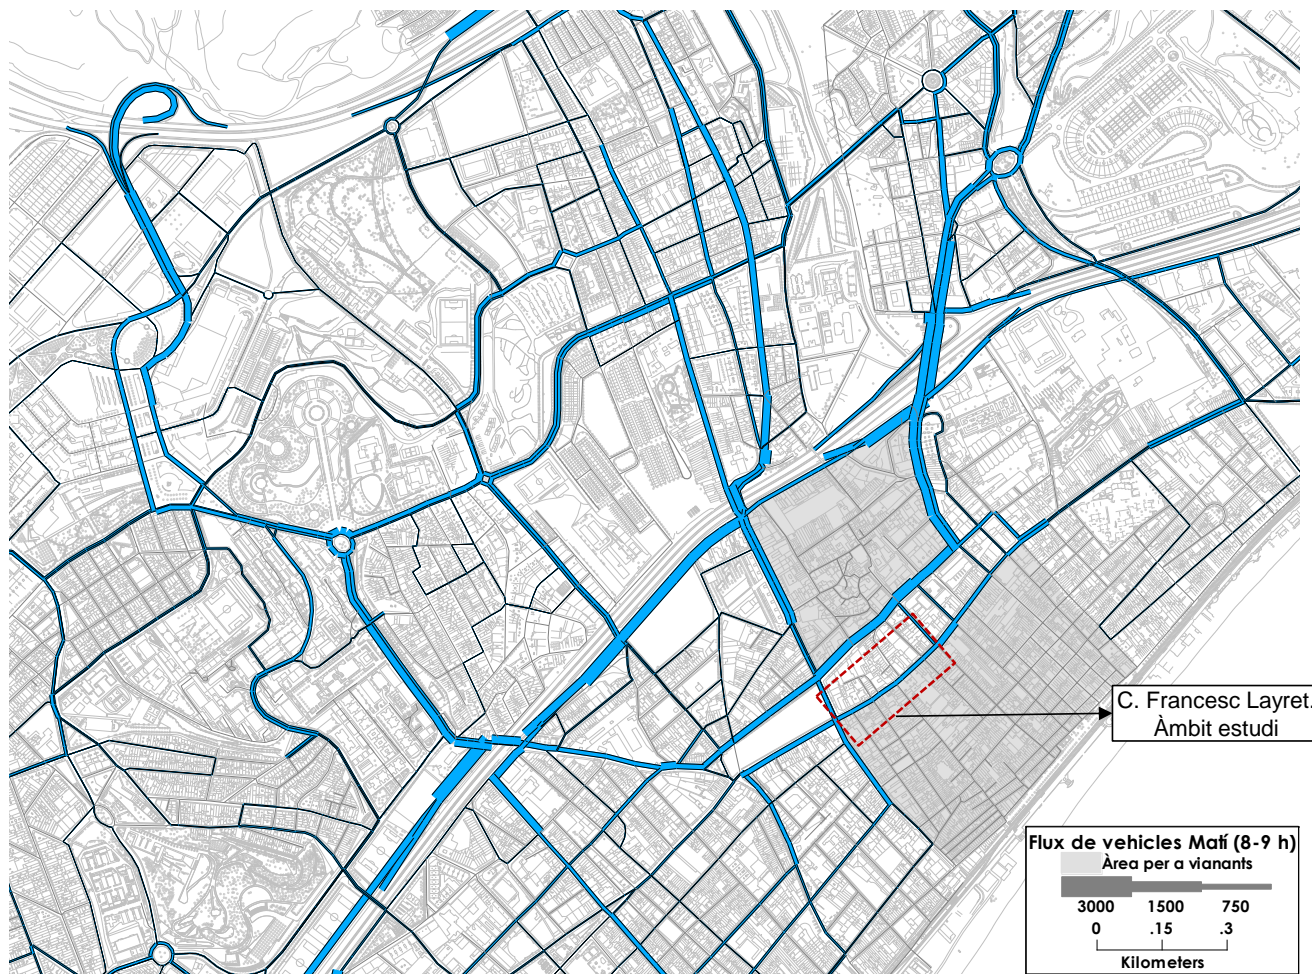 C. Francesc Layret.
Àmbit estudi
Flux de vehicles Matí (8-9 h)
Àrea per a vianants
3000 1500 750
0 .15 .3
Kilometers